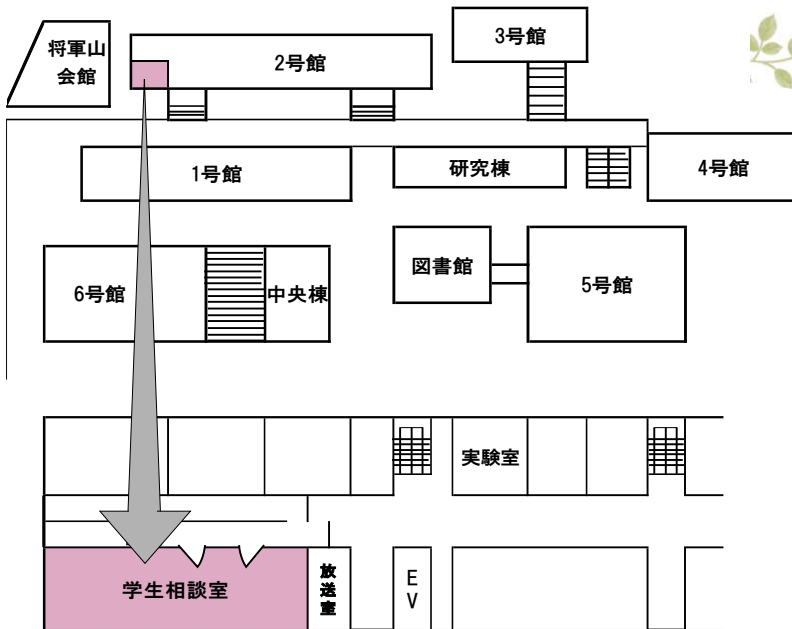 将軍山
会館
2号館
3号館
1号館
研究棟
4号館
6号館
中央棟
図書館
5号館
実験室
学生相談室
放
送
室
E
V